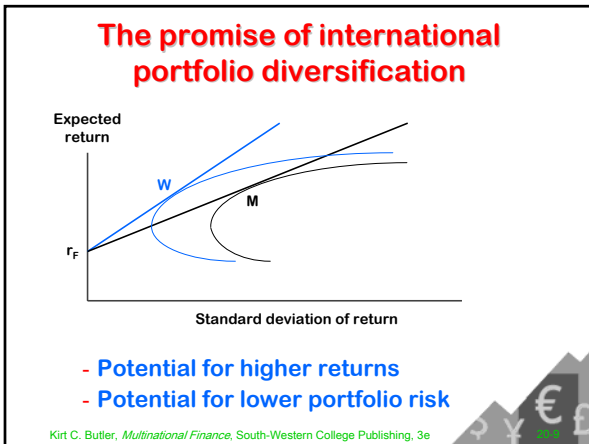 The promise of international
portfolio diversification
Expected
return
W
M
r_F
Standard deviation of return
- Potential for higher returns
- Potential for lower portfolio risk
$ ¥ € £
Kirt C. Butler, Multinational Finance, South-Western College Publishing, 3e
20-9